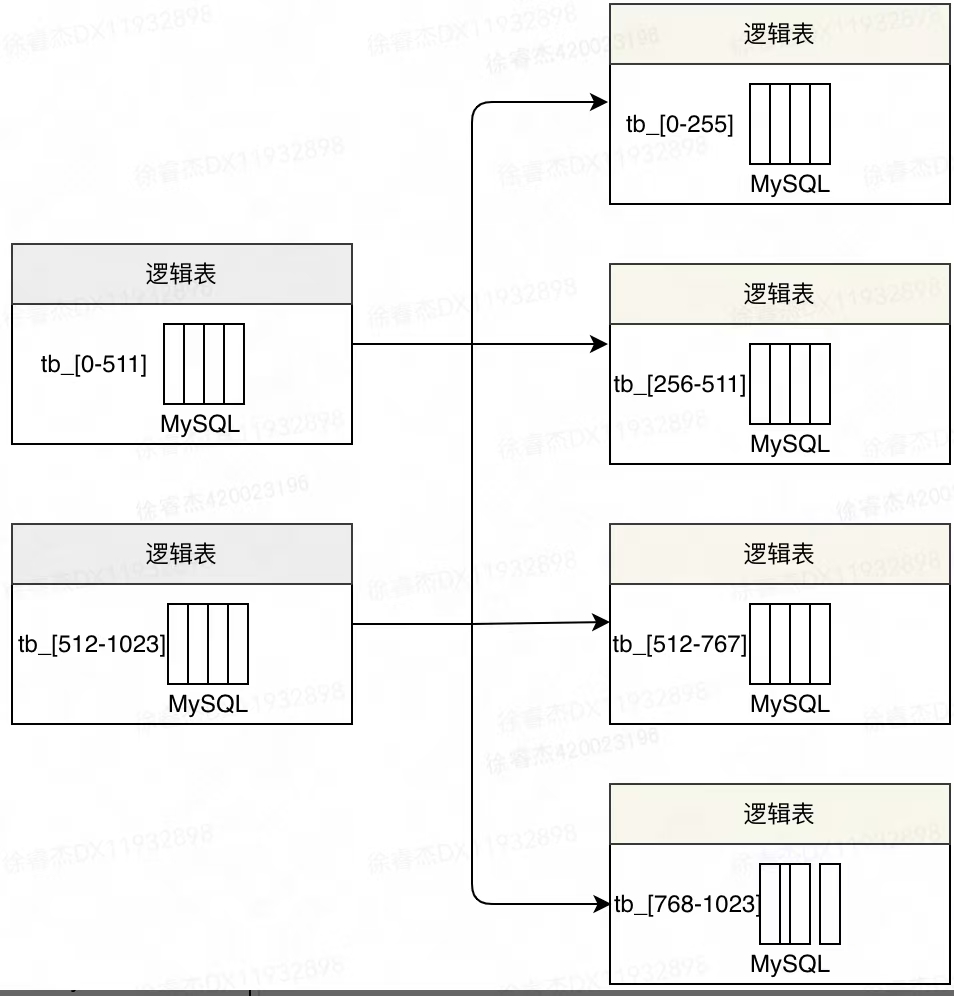 逻辑表
tb_[0-511]
MySQL
逻辑表
tb_[512-1023]
MySQL
逻辑表
tb_[0-255]
MySQL
逻辑表
tb_[256-511]
MySQL
逻辑表
tb_[512-767]
MySQL
逻辑表
tb_[768-1023]
MySQL
徐睿杰DX11932898
徐睿杰420023196